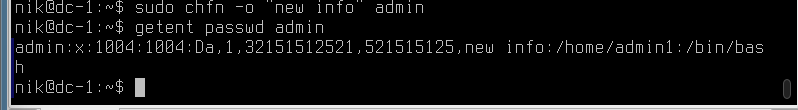 nik@dc-1:~$ sudo chfn -o "new info" admin
nik@dc-1:~$ getent passwd admin
admin:x:1004:1004:Da,1,32151512521,521515125,new info:/home/admin1:/bin/bas
h
nik@dc-1:~$